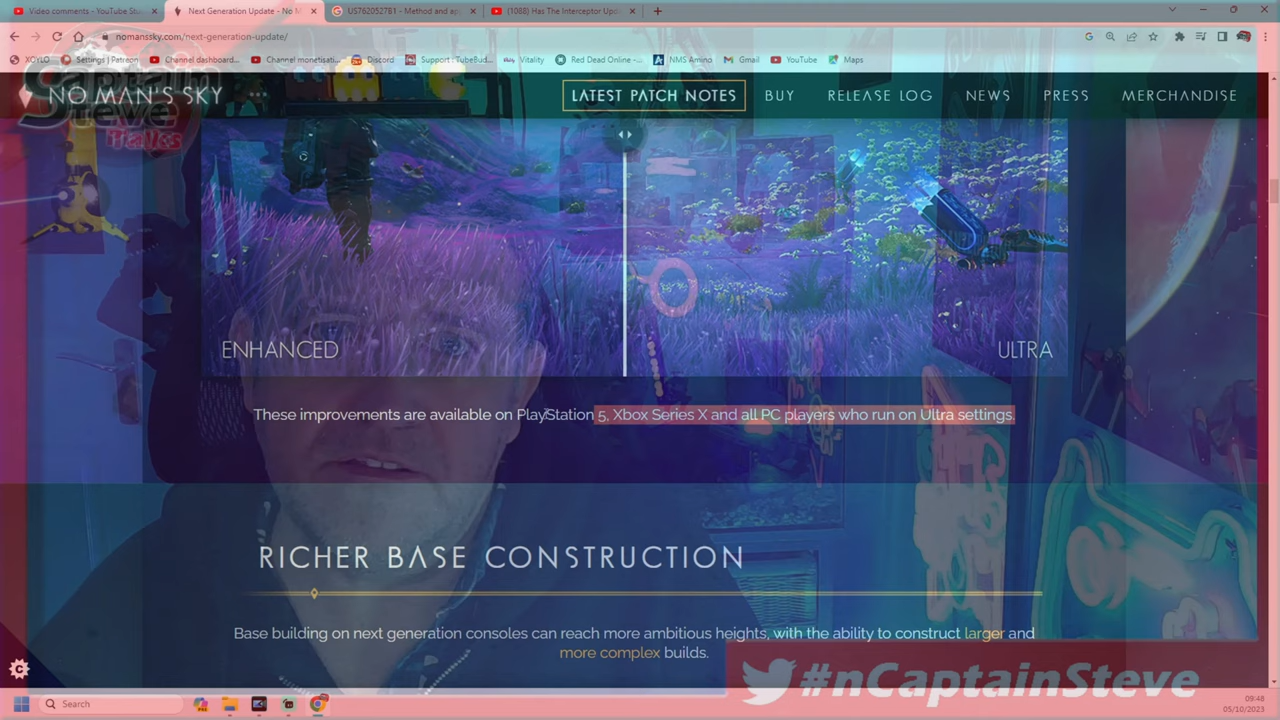 Video comments - YouTube Stu
Next Generation Update - No M
US7620527B1 - Method and ap
(1088) Has The Interceptor Upd
nomanssky.com/next-generation-update/
XCYLO
Settings | Patreon
Channel dashboard...
Channel monetisati...
Discord
Support : TubeBud...
Vitality
Red Dead Online -...
NMS Amino
Gmail
YouTube
Maps
Captain
Steve
Talks
NO MAN'S SKY
LATEST PATCH NOTES
BUY
RELEASE LOG
NEWS
PRESS
MERCHANDISE
ENHANCED
ULTRA
These improvements are available on PlayStation 5, Xbox Series X and all PC players who run on Ultra settings.
RICHER BASE CONSTRUCTION
Base building on next generation consoles can reach more ambitious heights, with the ability to construct larger and
more complex builds.
#nCaptainSteve
Search
09:48
05/10/2023